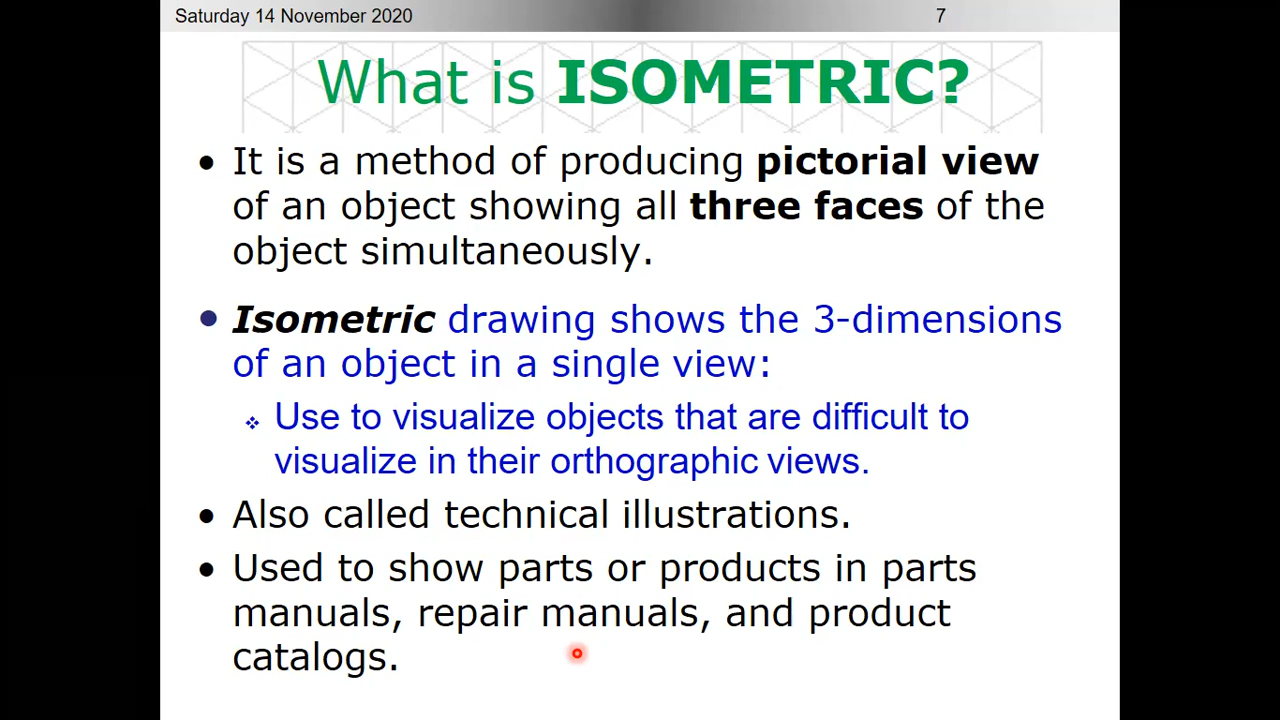 Saturday 14 November 2020 7
What is ISOMETRIC?
• It is a method of producing pictorial view
of an object showing all three faces of the
object simultaneously.
• Isometric drawing shows the 3-dimensions
of an object in a single view:
❖ Use to visualize objects that are difficult to
visualize in their orthographic views.
• Also called technical illustrations.
• Used to show parts or products in parts
manuals, repair manuals, and product
catalogs.